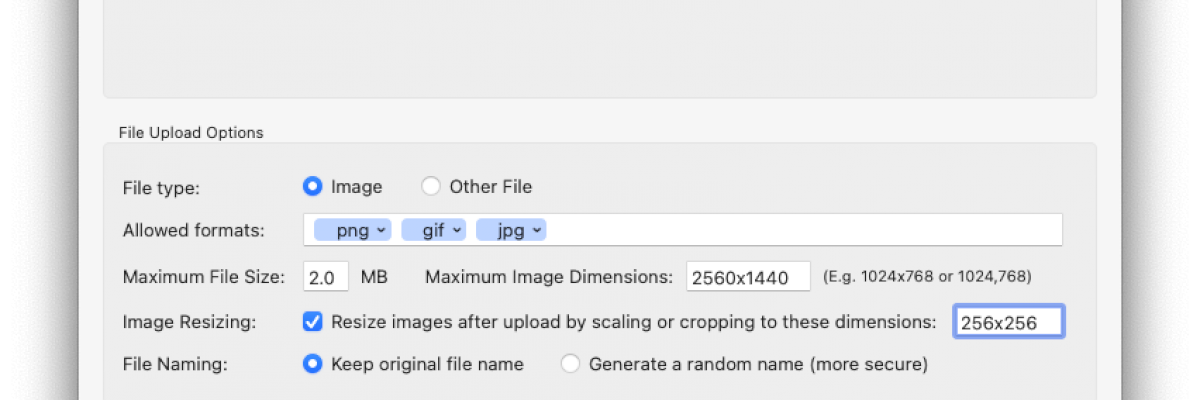 File Upload Options
File type: Image Other File
Allowed formats: png gif jpg
Maximum File Size: 2.0 MB Maximum Image Dimensions: 2560x1440 (E.g. 1024x768 or 1024,768)
Image Resizing: Resize images after upload by scaling or cropping to these dimensions: 256x256
File Naming: Keep original file name Generate a random name (more secure)